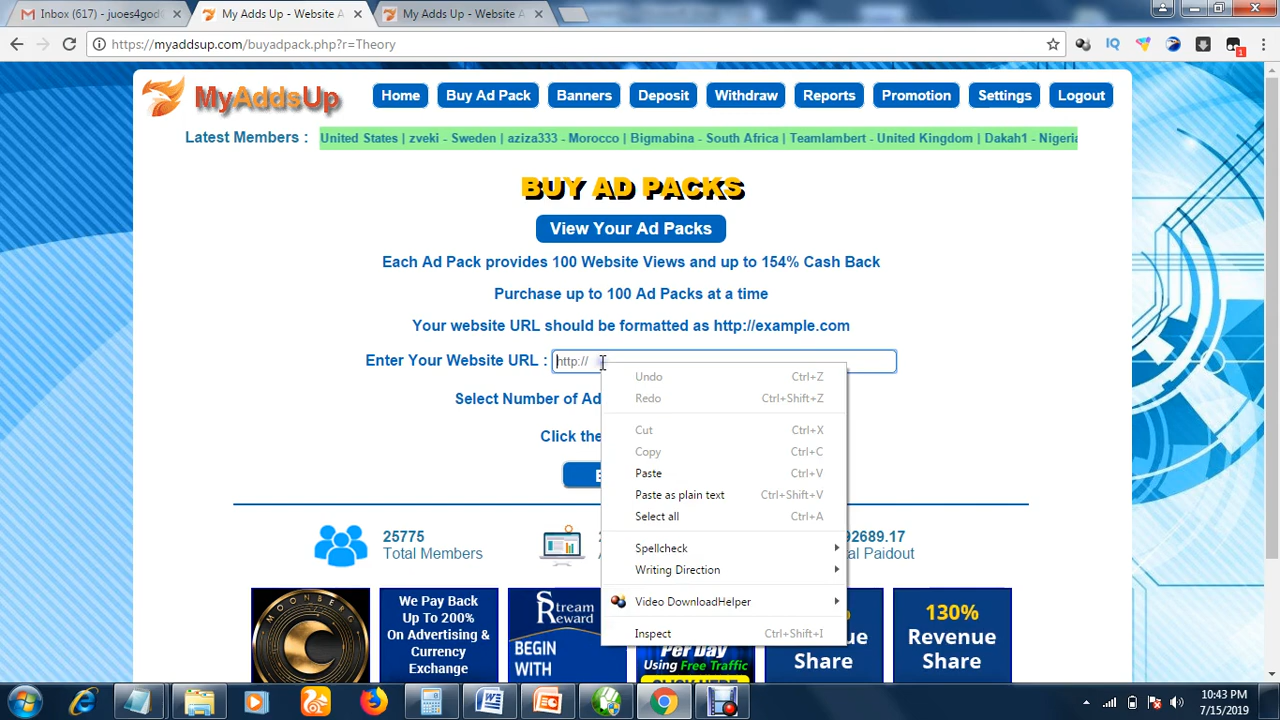 Inbox (617) - juoes4god
My Adds Up - Website A
My Adds Up - Website A
https://myaddsup.com/buyadpack.php?r=Theory
1
MyAddsUp
Home
Buy Ad Pack
Banners
Deposit
Withdraw
Reports
Promotion
Settings
Logout
Latest Members :
United States | zveki - Sweden | aziza333 - Morocco | Bigmabina - South Africa | Teamlambert - United Kingdom | Dakah1 - Nigeria
BUY AD PACKS
View Your Ad Packs
Each Ad Pack provides 100 Website Views and up to 154% Cash Back
Purchase up to 100 Ad Packs at a time
Your website URL should be formatted as http://example.com
Enter Your Website URL :
http://
Select Number of Ad
Click the
Undo Ctrl+Z
Redo Ctrl+Shift+Z
Cut Ctrl+X
Copy Ctrl+C
Paste Ctrl+V
Paste as plain text Ctrl+Shift+V
Select all Ctrl+A
Spellcheck
Writing Direction
Video DownloadHelper
Inspect Ctrl+Shift+I
25775
Total Members
92689.17
al Paidout
MOONBERG
We Pay Back
Up To 200%
On Advertising &
Currency
Exchange
Stream
Reward
BEGIN
WITH
Per Day
Using Free Traffic
Share
130%
Revenue
Share
10:43 PM
7/15/2019